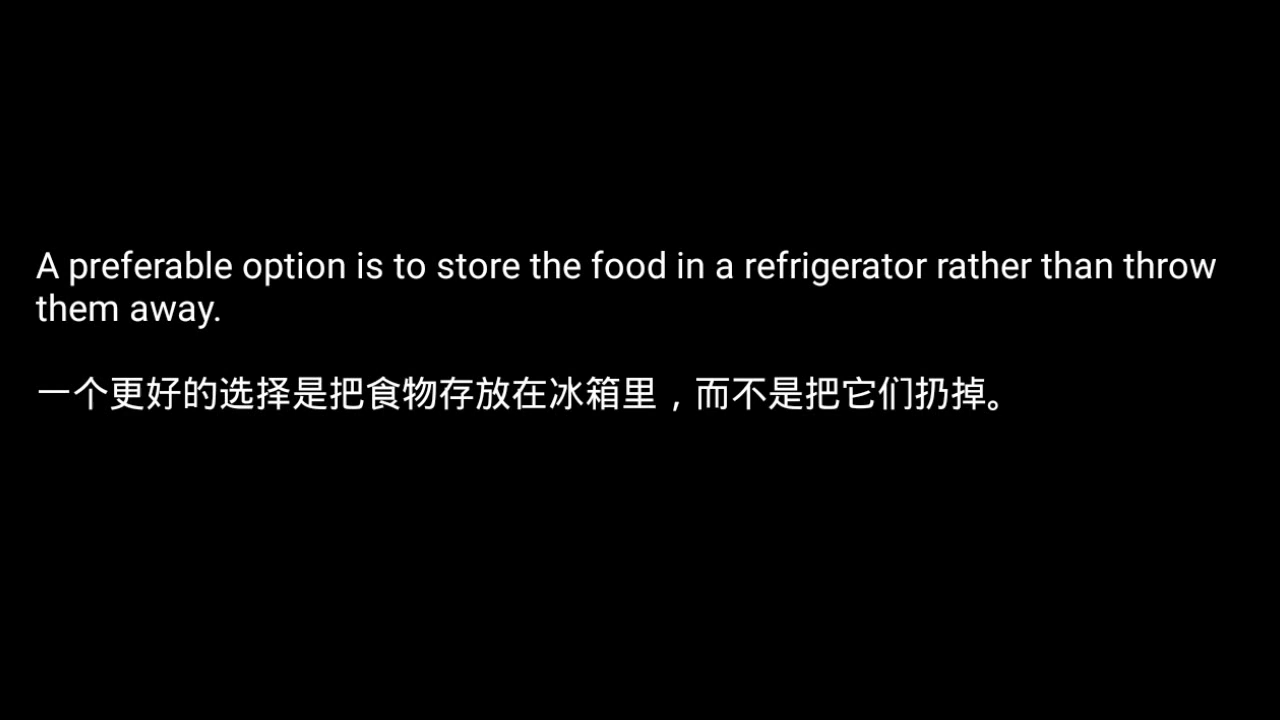 A preferable option is to store the food in a refrigerator rather than throw
them away.
一个更好的选择是把食物存放在冰箱里，而不是把它们扔掉。